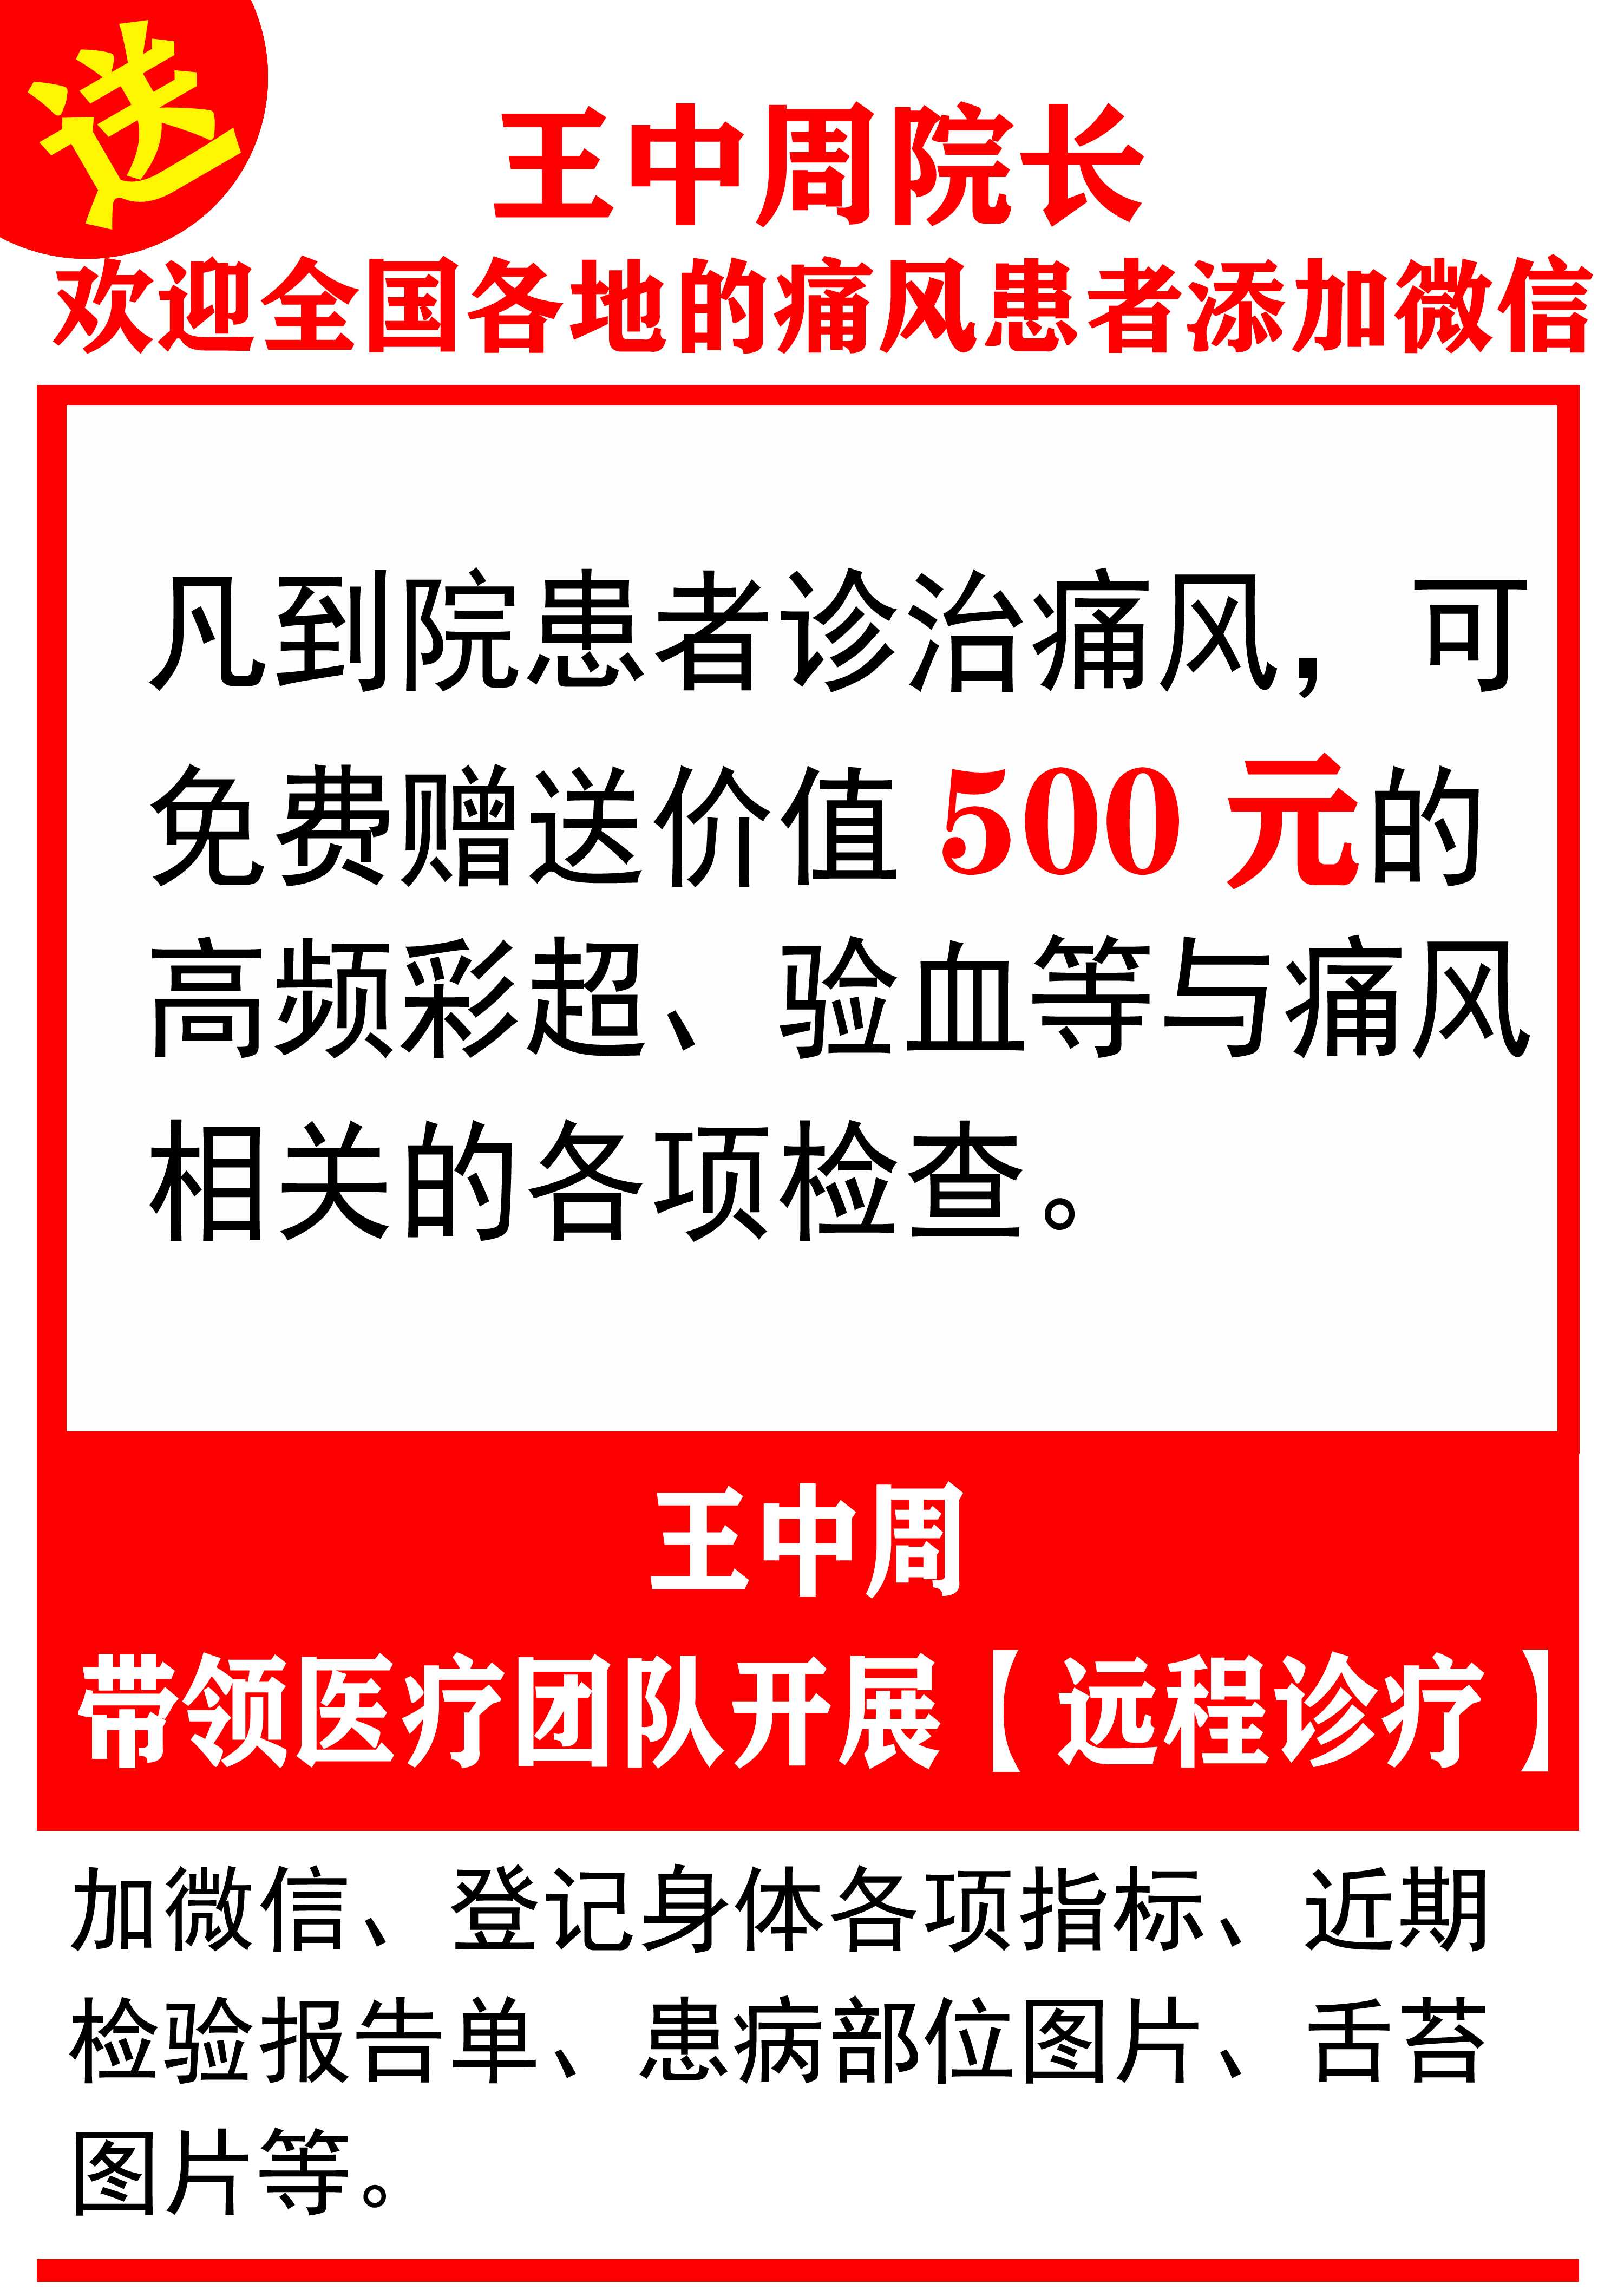 送
王中周院长
欢迎全国各地的痛风患者添加微信
凡到院患者诊治痛风，可
免费赠送价值 500 元的
高频彩超、验血等与痛风
相关的各项检查。
王中周
带领医疗团队开展【远程诊疗】
加微信、登记身体各项指标、近期
检验报告单、患病部位图片、舌苔
图片等。